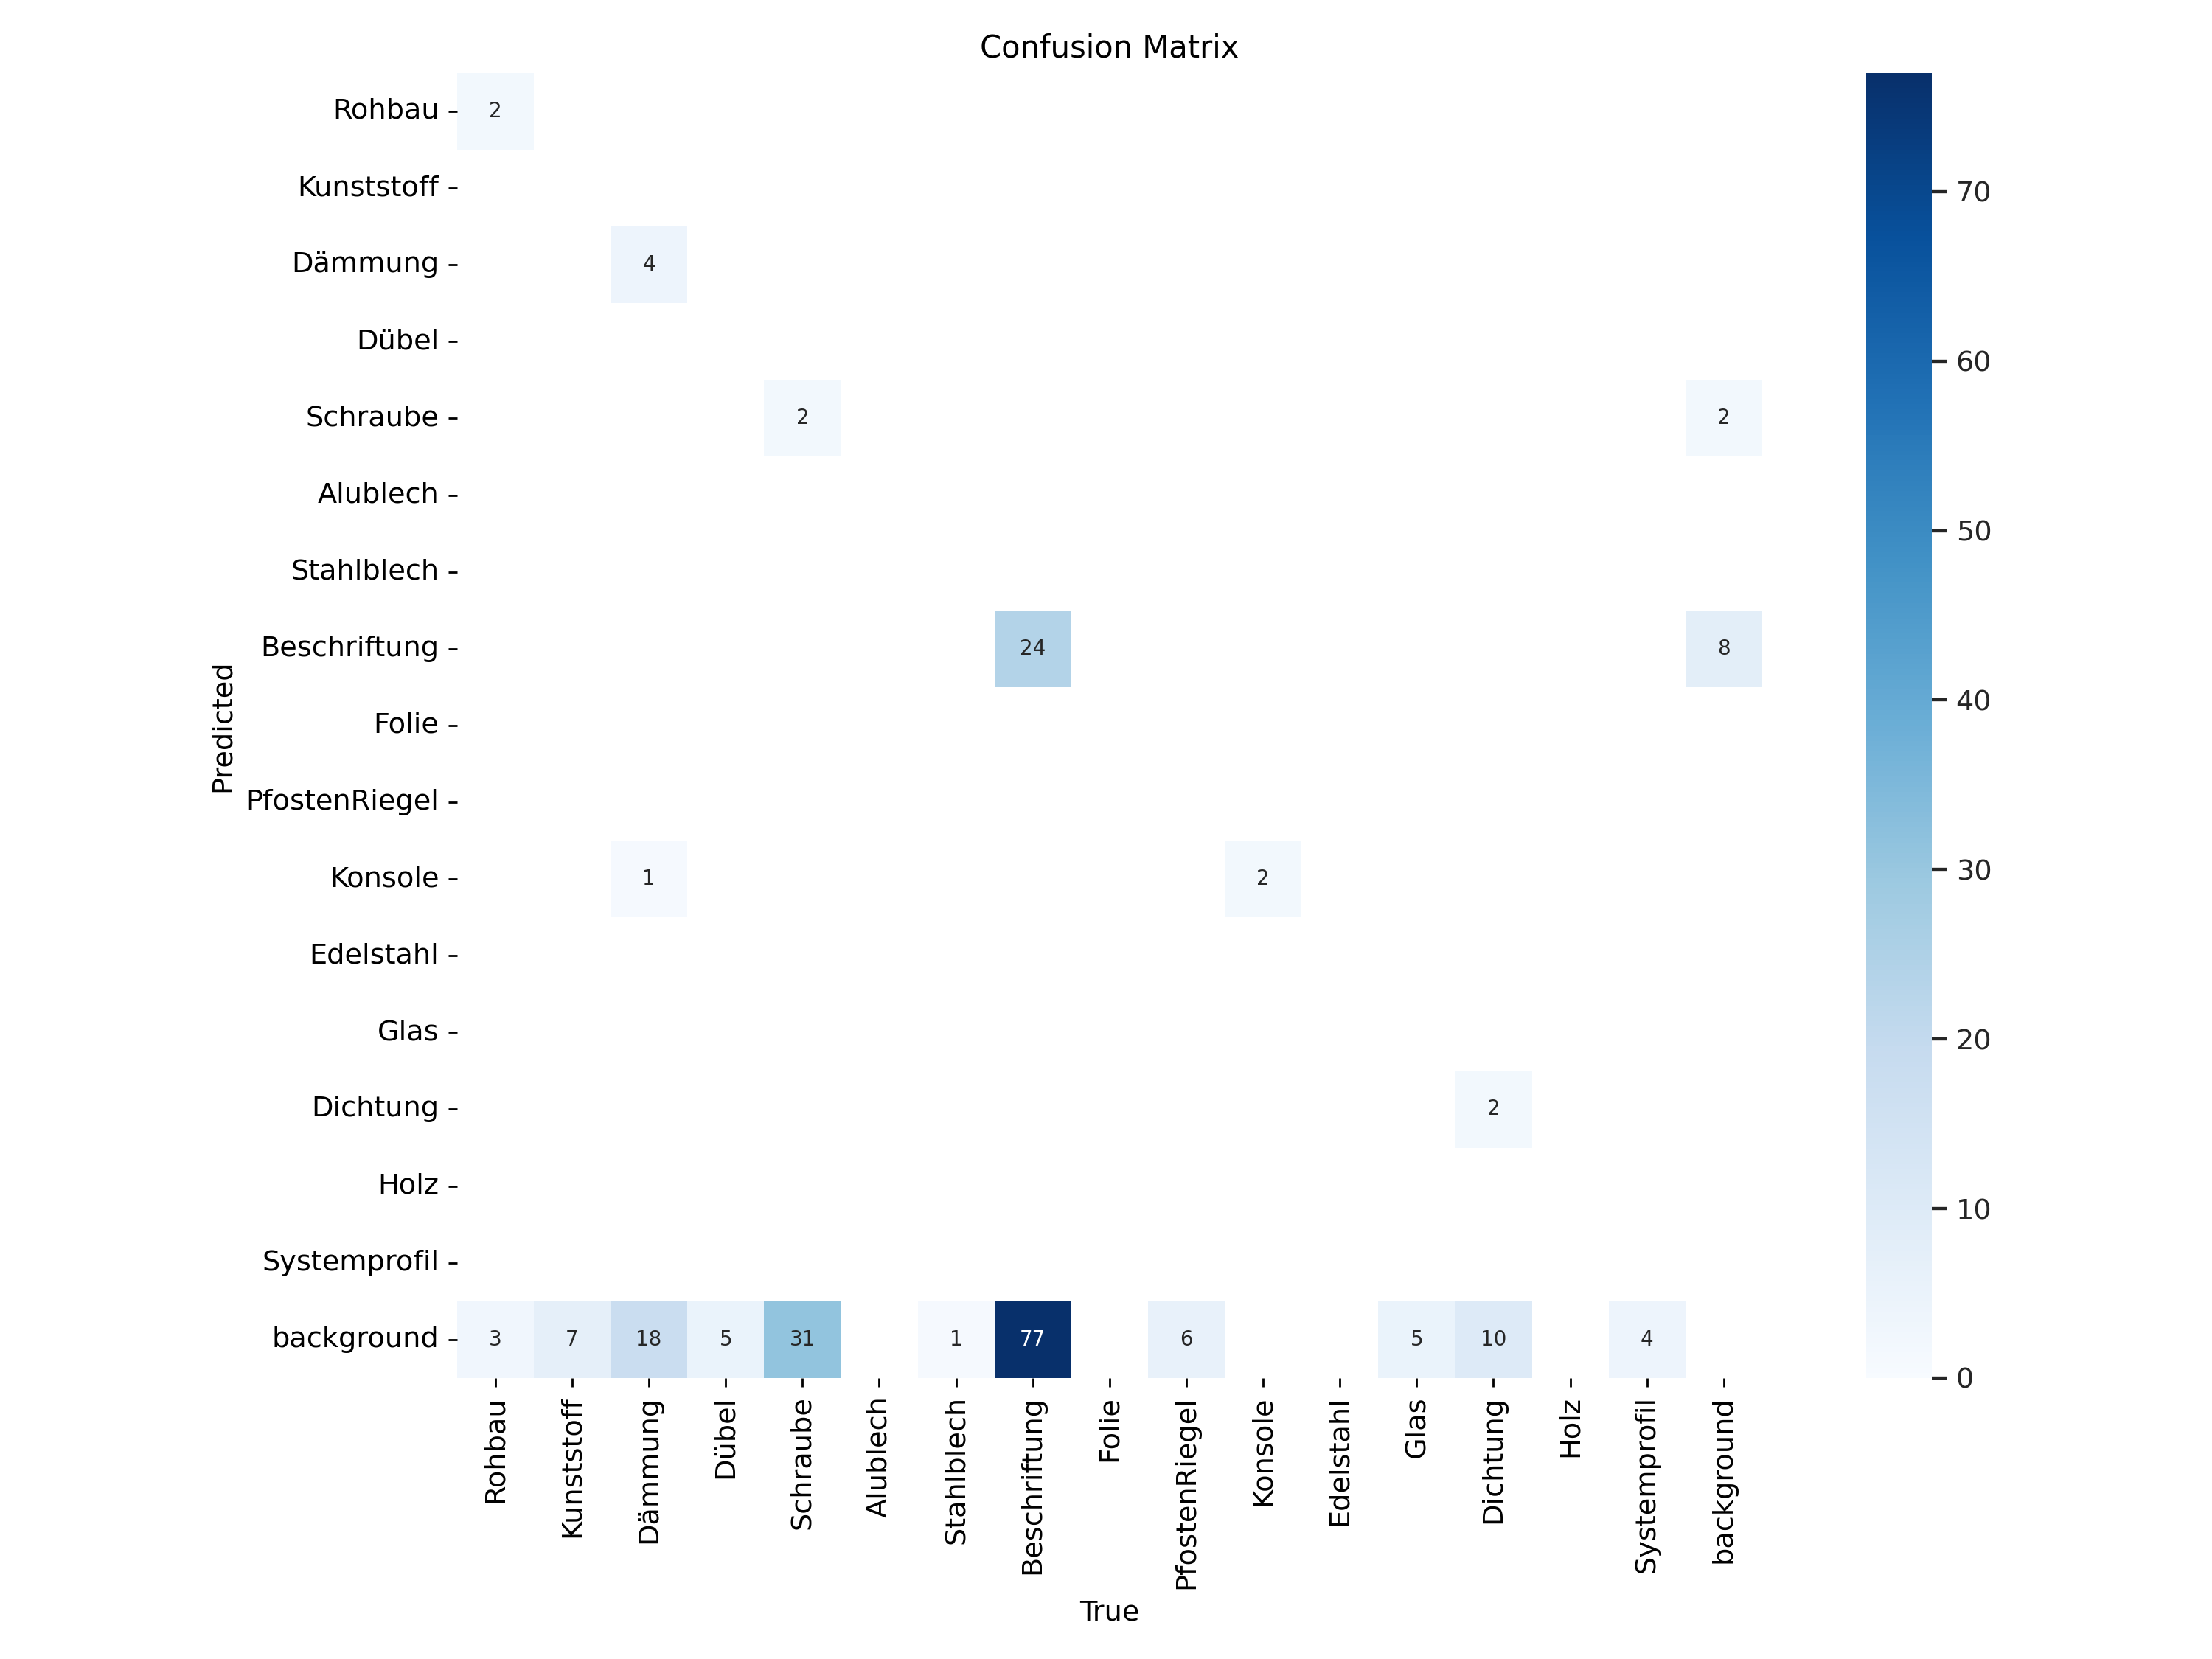 Confusion Matrix
Rohbau
2
Kunststoff
Dämmung
4
Dübel
Schraube
2
2
Alublech
Stahlblech
Beschriftung
24
8
Folie
PfostenRiegel
Konsole
1
2
Edelstahl
Glas
Dichtung
2
Holz
Systemprofil
background
3
7
18
5
31
1
77
6
5
10
4
Predicted
Rohbau
Kunststoff
Dämmung
Dübel
Schraube
Alublech
Stahlblech
Beschriftung
Folie
PfostenRiegel
Konsole
Edelstahl
Glas
Dichtung
Holz
Systemprofil
background
True
70
60
50
40
30
20
10
0